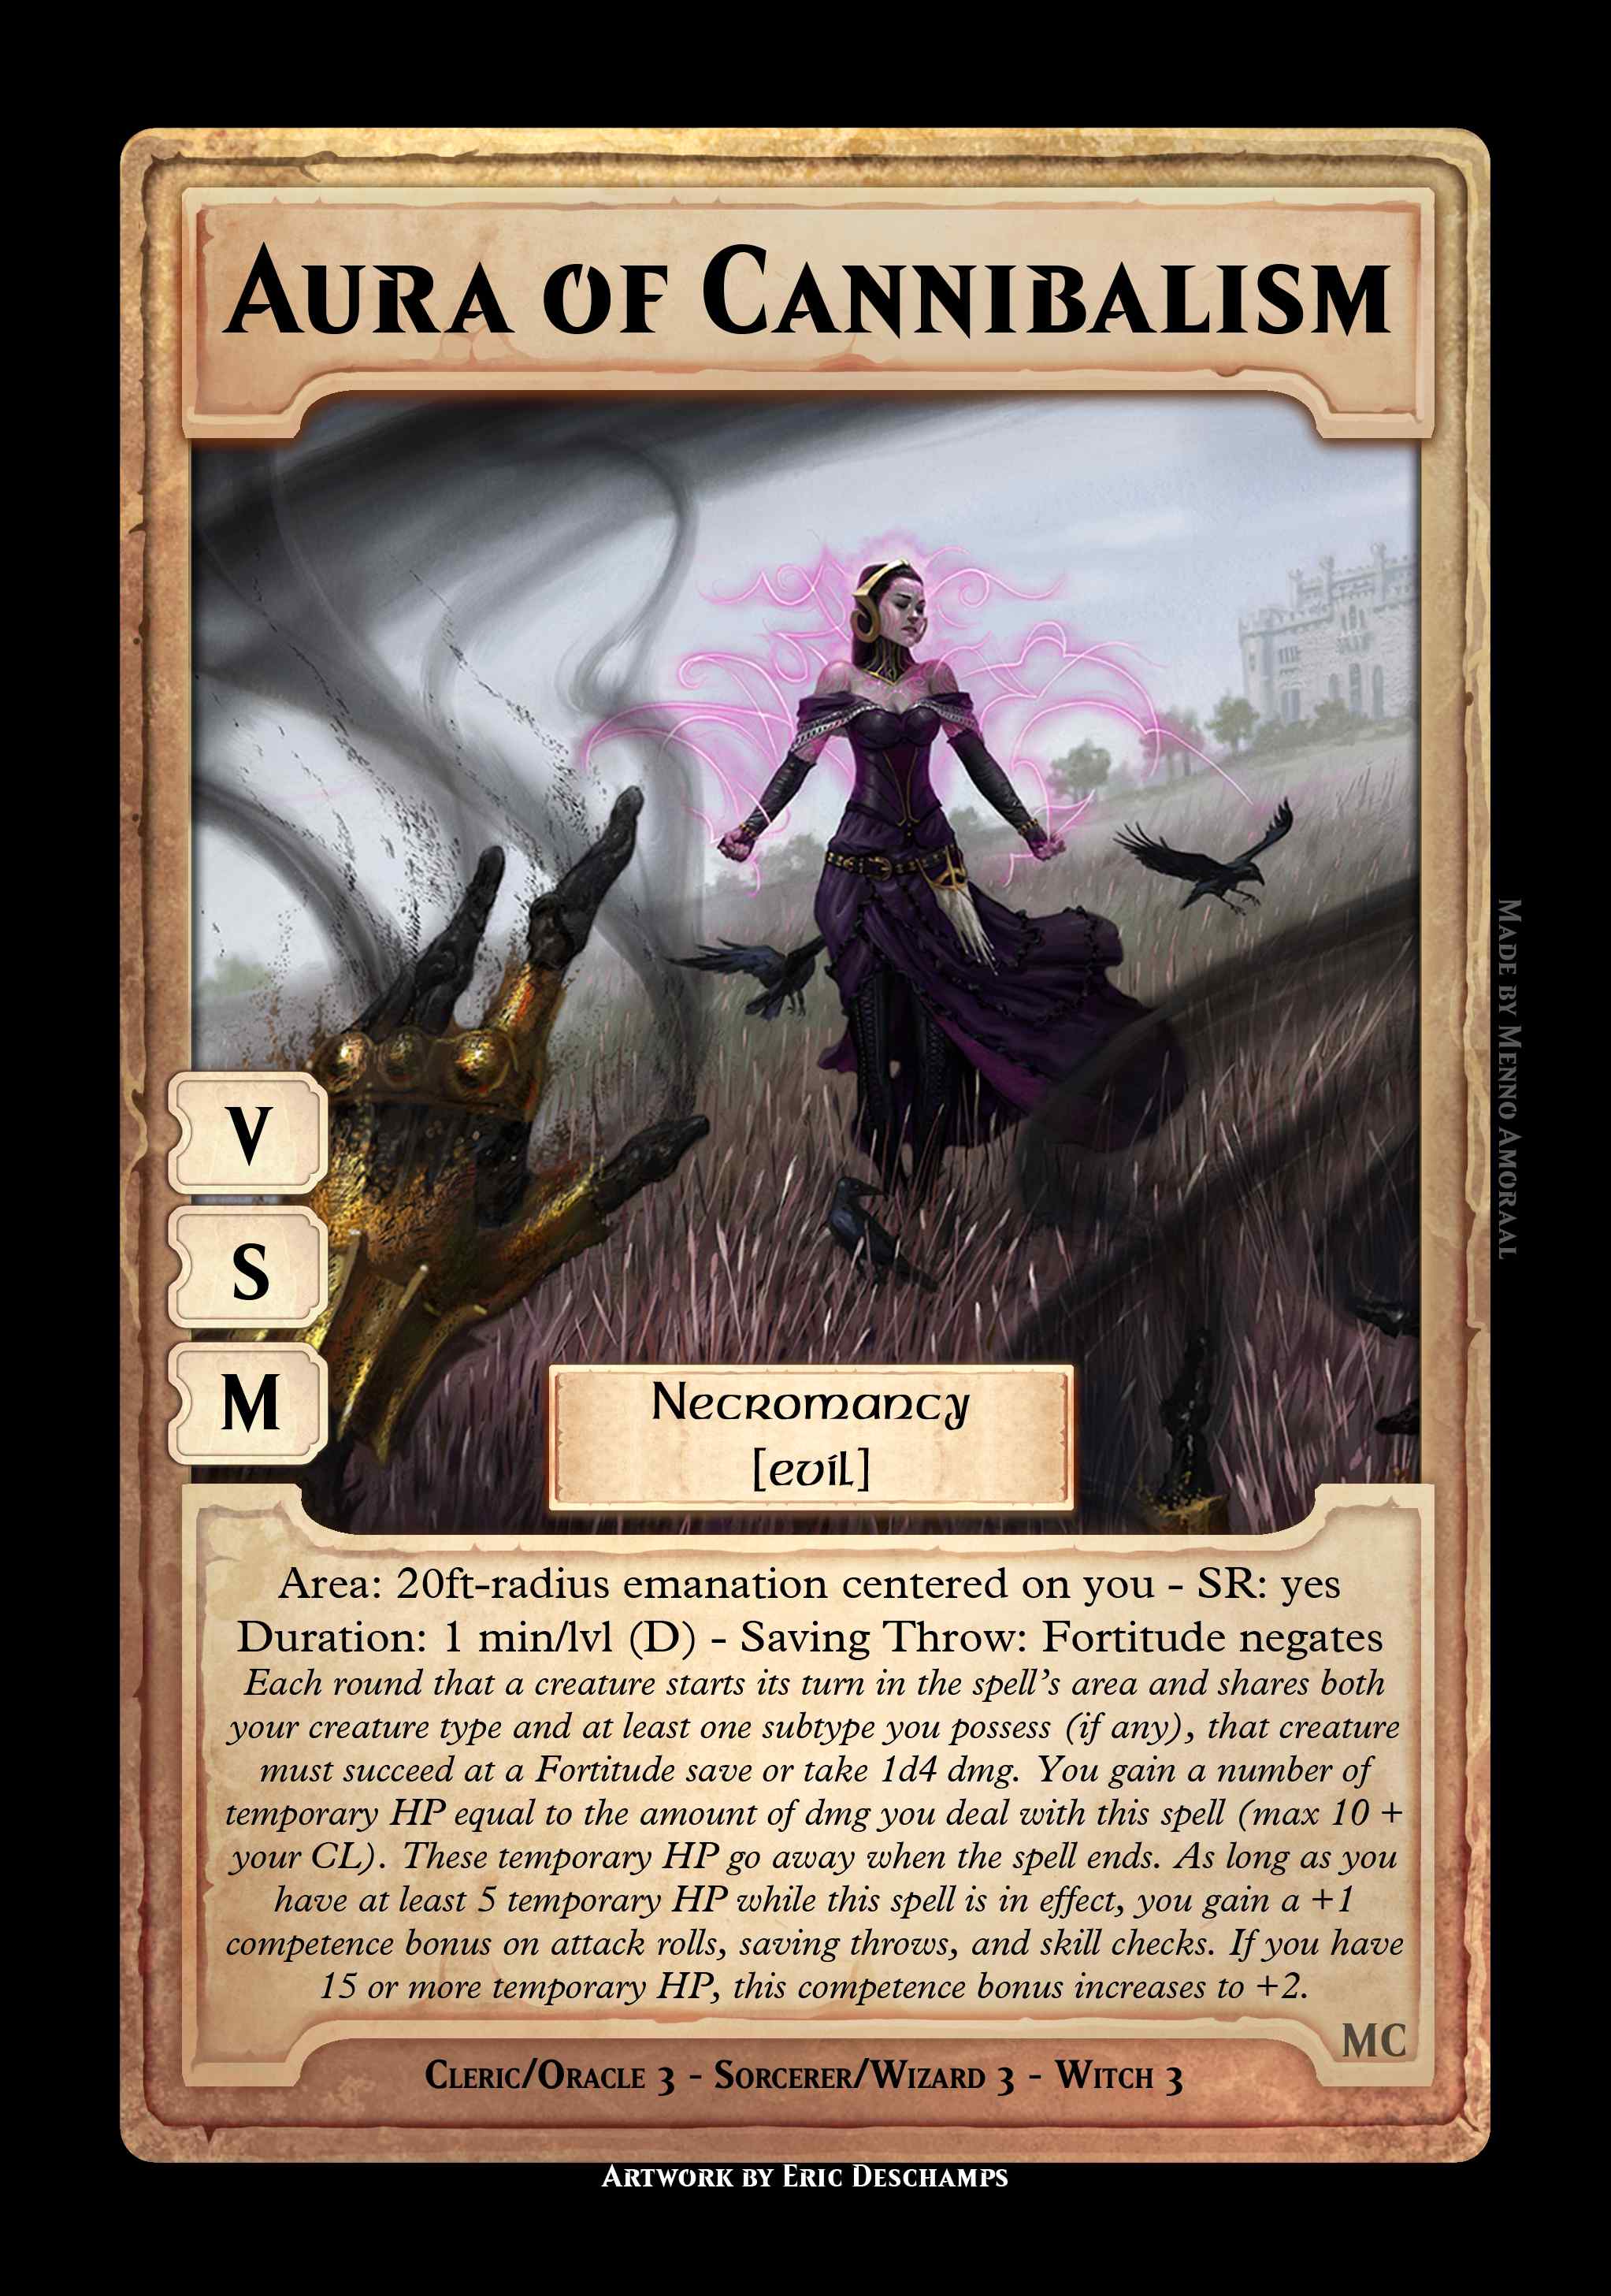 Aura of Cannibalism
V
S
M
Necromancy
[evil]
Area: 20ft-radius emanation centered on you - SR: yes
Duration: 1 min/lvl (D) - Saving Throw: Fortitude negates
Each round that a creature starts its turn in the spell's area and shares both
your creature type and at least one subtype you possess (if any), that creature
must succeed at a Fortitude save or take 1d4 dmg. You gain a number of
temporary HP equal to the amount of dmg you deal with this spell (max 10 +
your CL). These temporary HP go away when the spell ends. As long as you
have at least 5 temporary HP while this spell is in effect, you gain a +1
competence bonus on attack rolls, saving throws, and skill checks. If you have
15 or more temporary HP, this competence bonus increases to +2.
MC
Cleric/Oracle 3 - Sorcerer/Wizard 3 - Witch 3
Artwork by Eric Deschamps
Made by Menno Amoraal